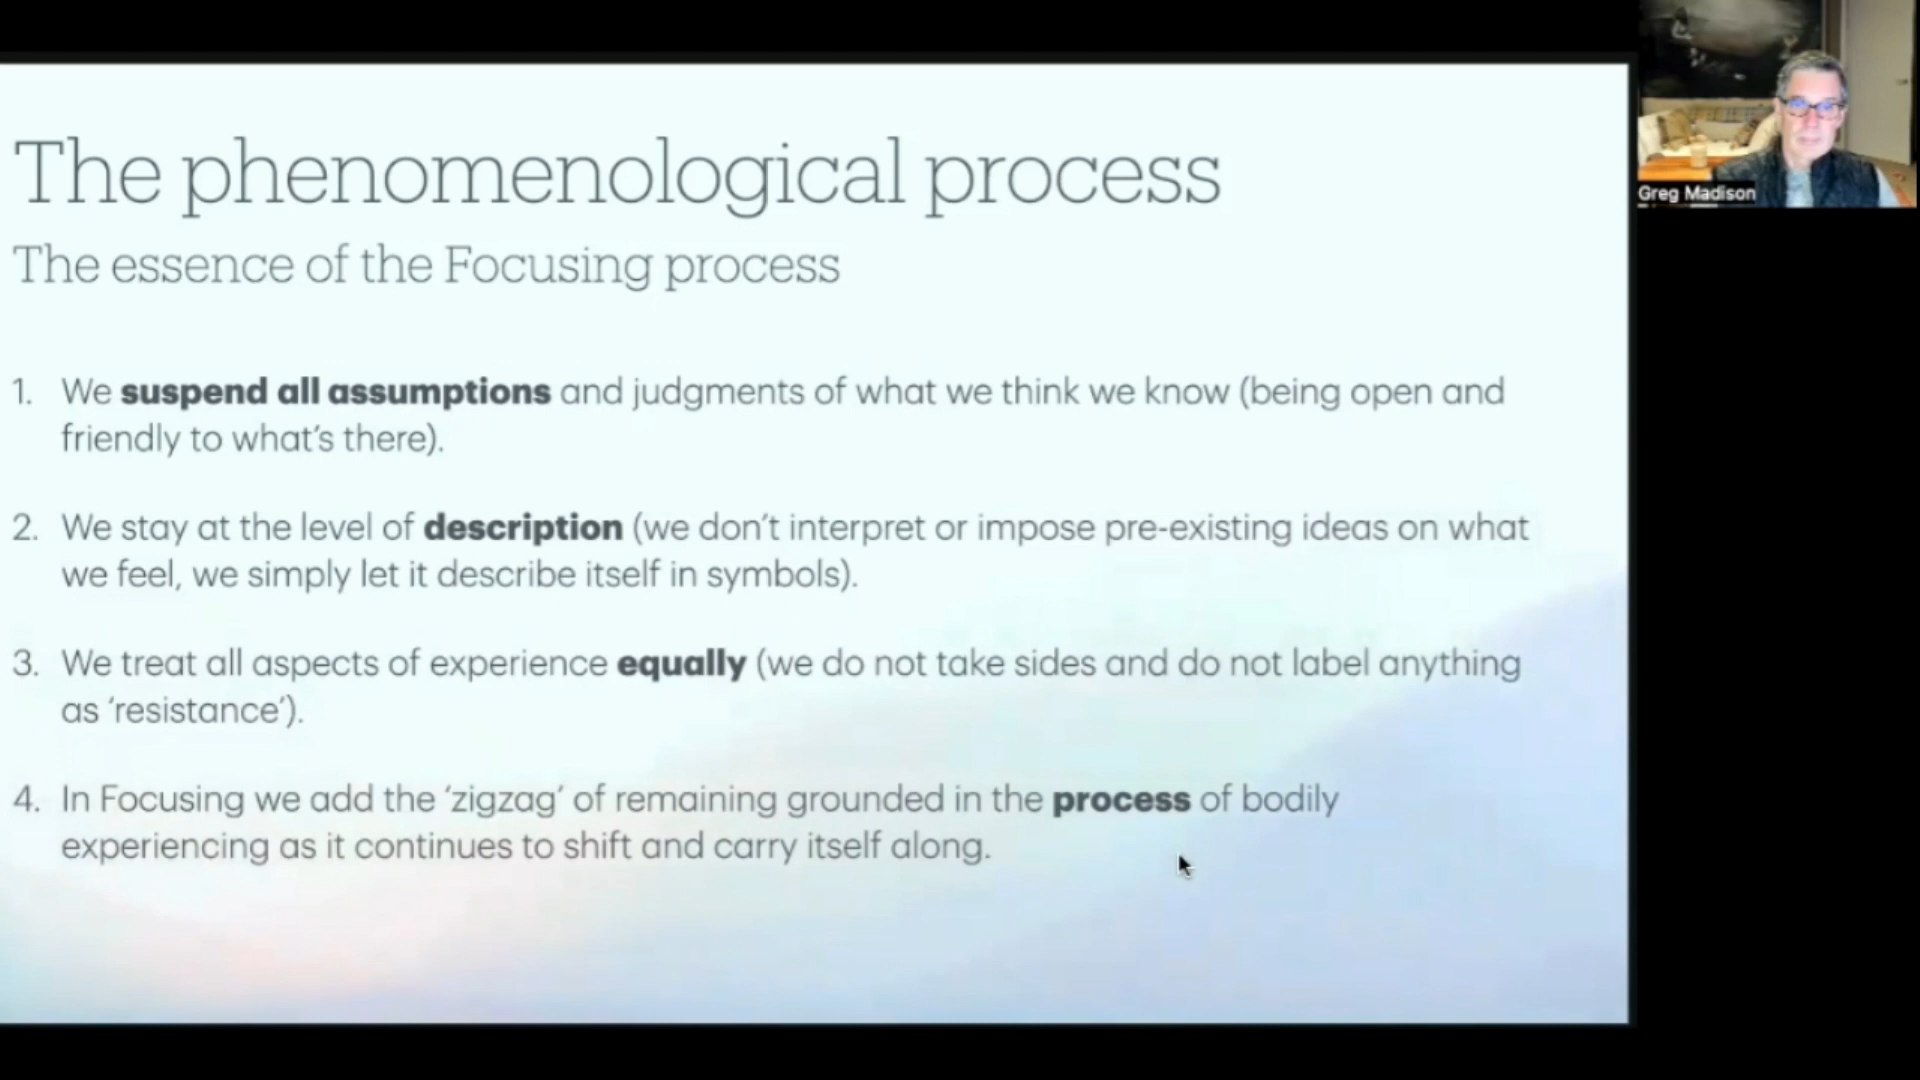 The phenomenological process
The essence of the Focusing process
1. We suspend all assumptions and judgments of what we think we know (being open and
friendly to what's there).
2. We stay at the level of description (we don't interpret or impose pre-existing ideas on what
we feel, we simply let it describe itself in symbols).
3. We treat all aspects of experience equally (we do not take sides and do not label anything
as 'resistance').
4. In Focusing we add the 'zigzag' of remaining grounded in the process of bodily
experiencing as it continues to shift and carry itself along.
Greg Madison